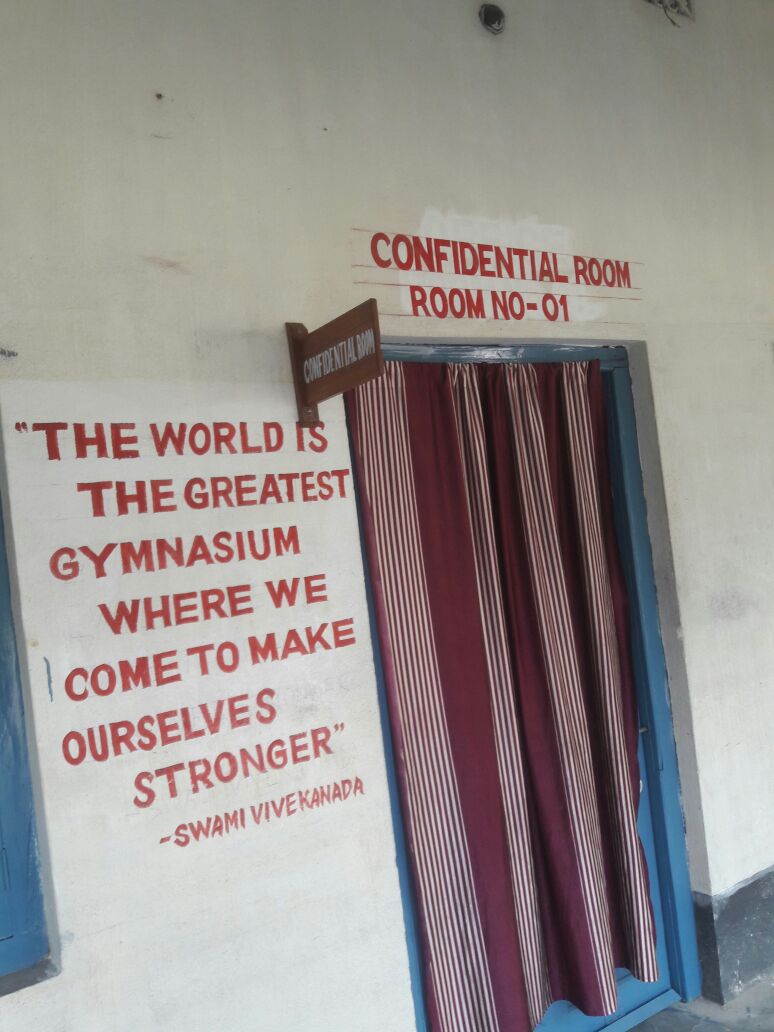 CONFIDENTIAL ROOM
ROOM NO-01
CONFIDENTIAL ROOM
"THE WORLD IS
THE GREATEST
GYMNASIUM
WHERE WE
COME TO MAKE
OURSELVES
STRONGER"
-SWAMI VIVEKANADA